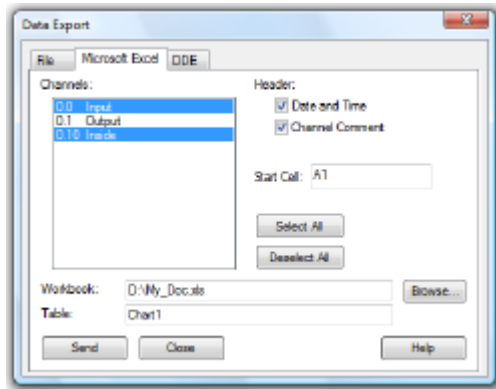 Data Export
File Microsoft Excel DDE
Channels: Header:
0.0 Input
0.1 Output
0.10 Inside
Date and Time
Channel Comment
Start Cell: A1
Select All
Deselect All
Workbook: D:\My_Doc.xls Browse...
Table: Chart1
Send Close Help